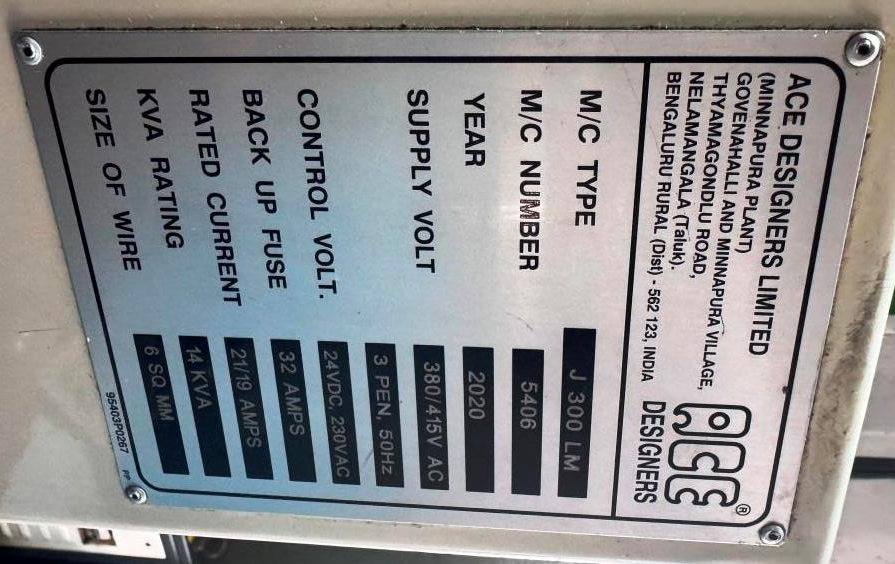 ACE DESIGNERS LIMITED
(MINNAPURA PLANT)
GOVENAHALLI AND MINNAPURA VILLAGE,
THYAMAGONDLU ROAD,
NELAMANGALA (Taluk).
BENGALURU RURAL (Dist) - 562 123, INDIA
ACE ®
DESIGNERS
M/C TYPE J 300 LM
M/C NUMBER 5406
YEAR 2020
SUPPLY VOLT 380/415V AC
3 PEN, 50Hz
CONTROL VOLT. 24VDC, 230VAC
BACK UP FUSE 32 AMPS
RATED CURRENT 21/19 AMPS
KVA RATING 14 KVA
SIZE OF WIRE 6 SQ MM
95403P0267 PP